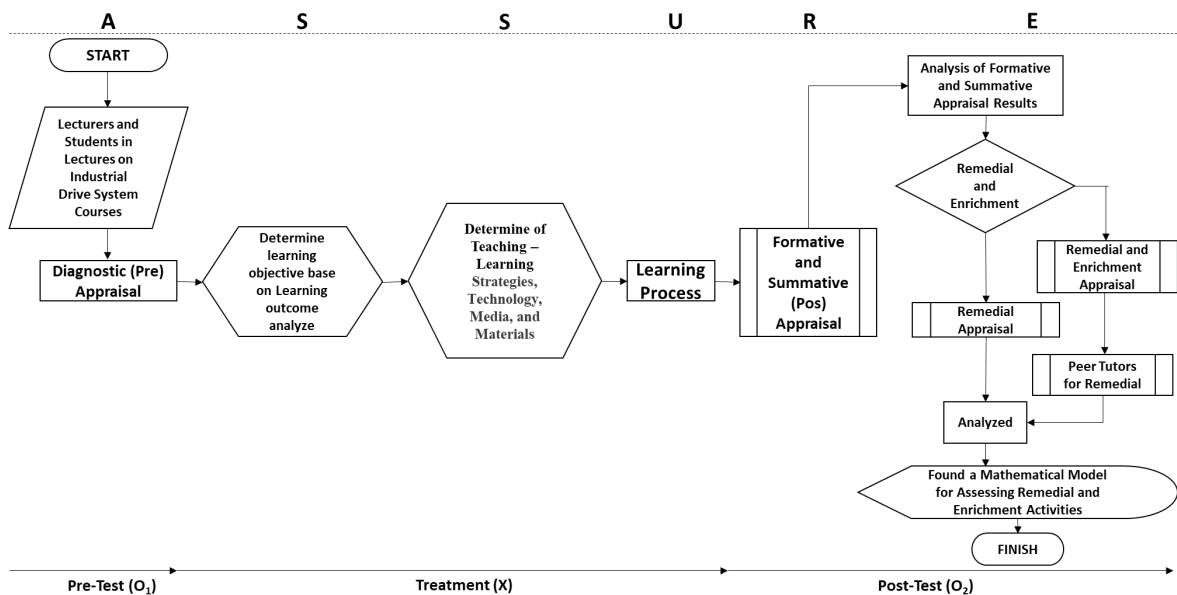 A S S U R E
START
Lecturers and
Students in
Lectures on
Industrial
Drive System
Courses
Diagnostic (Pre)
Appraisal
Determine
learning
objective base
on Learning
outcome
analyze
Determine of
Teaching –
Learning
Strategies,
Technology,
Media, and
Materials
Learning
Process
Formative
and
Summative
(Pos)
Appraisal
Analysis of Formative
and Summative
Appraisal Results
Remedial
and
Enrichment
Remedial and
Enrichment
Appraisal
Remedial
Appraisal
Peer Tutors
for Remedial
Analyzed
Found a Mathematical Model
for Assessing Remedial and
Enrichment Activities
FINISH
Pre-Test (O₁)
Treatment (X)
Post-Test (O₂)